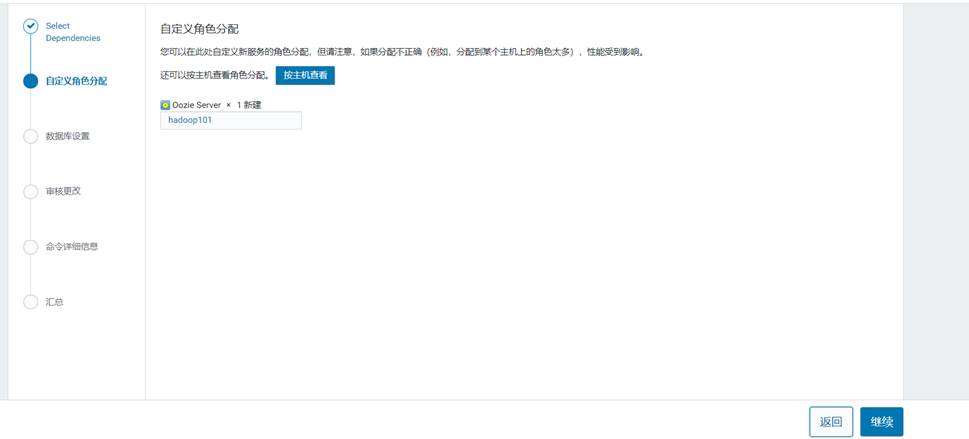 Select
Dependencies
自定义角色分配
数据库设置
审核更改
命令详细信息
汇总
自定义角色分配
您可以在此处自定义新服务的角色分配，但请注意，如果分配不正确（例如，分配到某个主机上的角色太多），性能受到影响。
还可以按主机查看角色分配。 按主机查看
Oozie Server × 1 新建
hadoop101
返回 继续